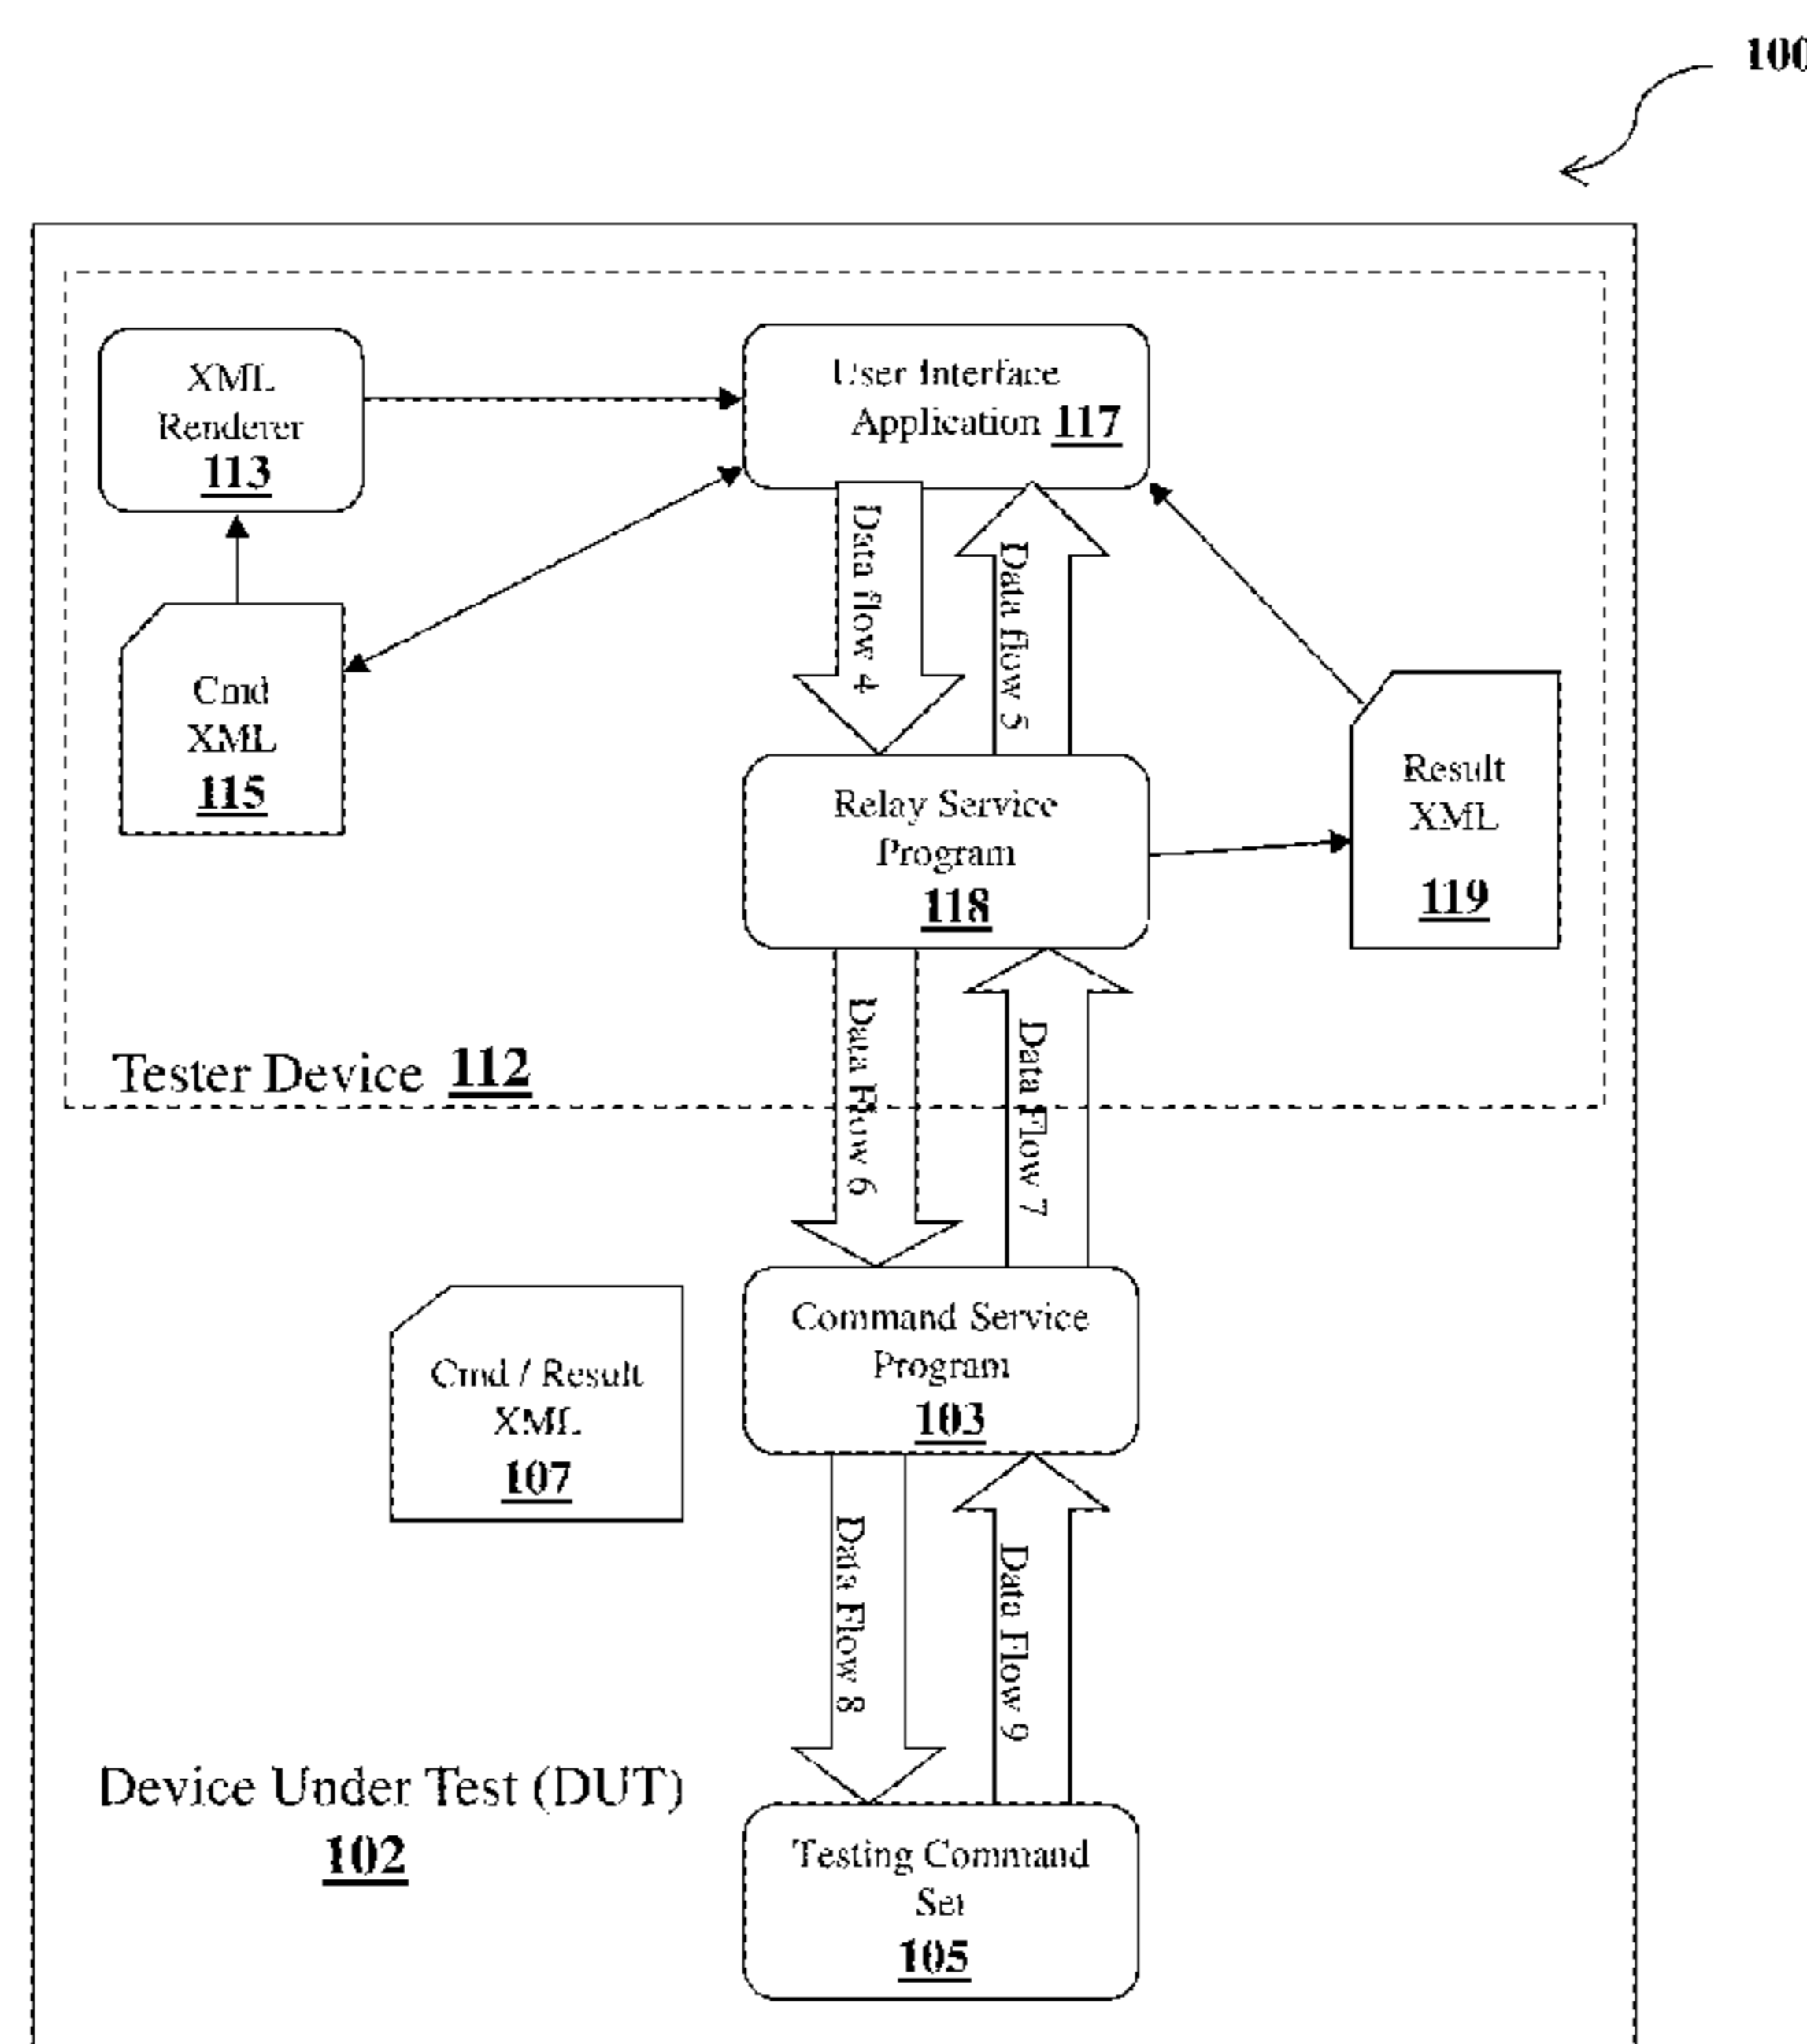 100
XML
Renderer
113
User Interface
Application 117
Data flow 4
Data flow 5
Cmd
XML
115
Relay Service
Program
118
Result
XML
119
Tester Device 112
Data Flow 6
Data Flow 7
Command Service
Program
103
Cmd / Result
XML
107
Data Flow 8
Data Flow 9
Device Under Test (DUT)
102
Testing Command
Set
105